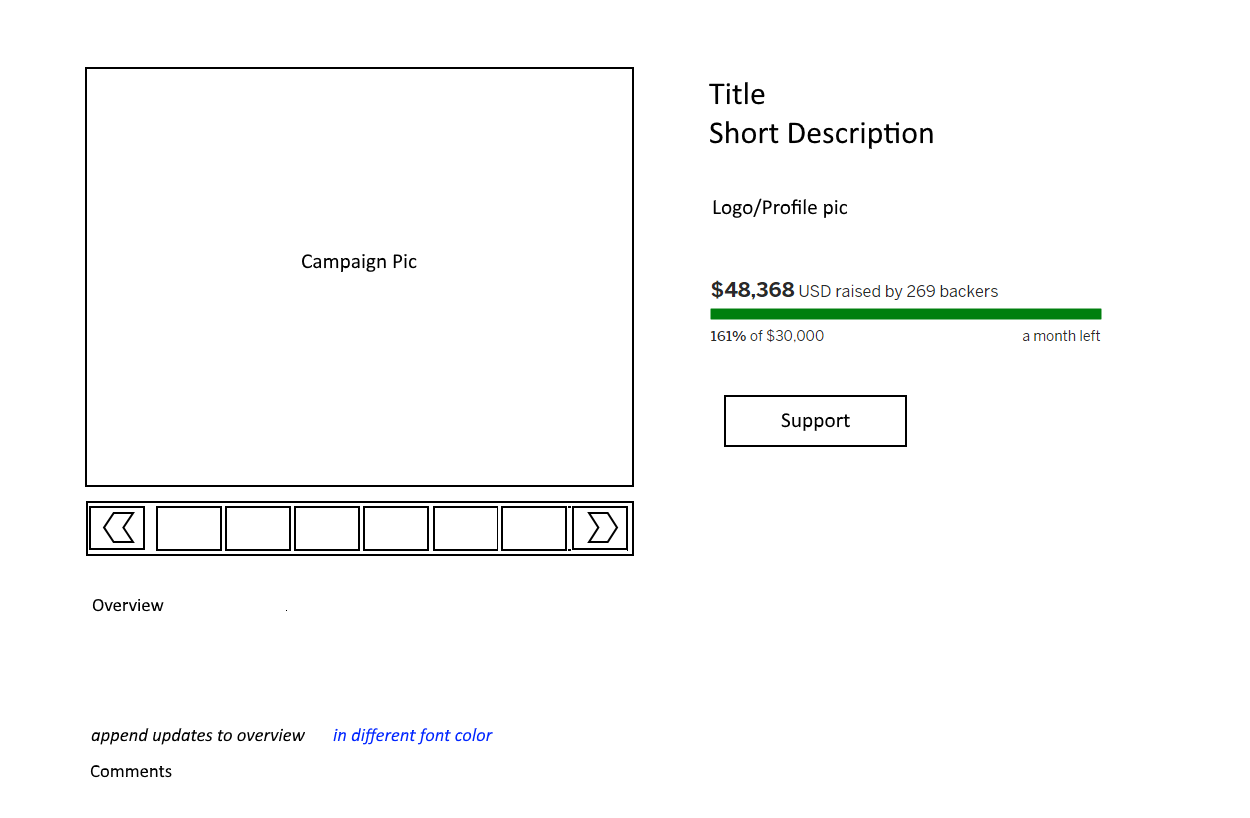 Title
Short Description
Logo/Profile pic
Campaign Pic
$48,368 USD raised by 269 backers
161% of $30,000
a month left
Support
Overview
append updates to overview in different font color
Comments